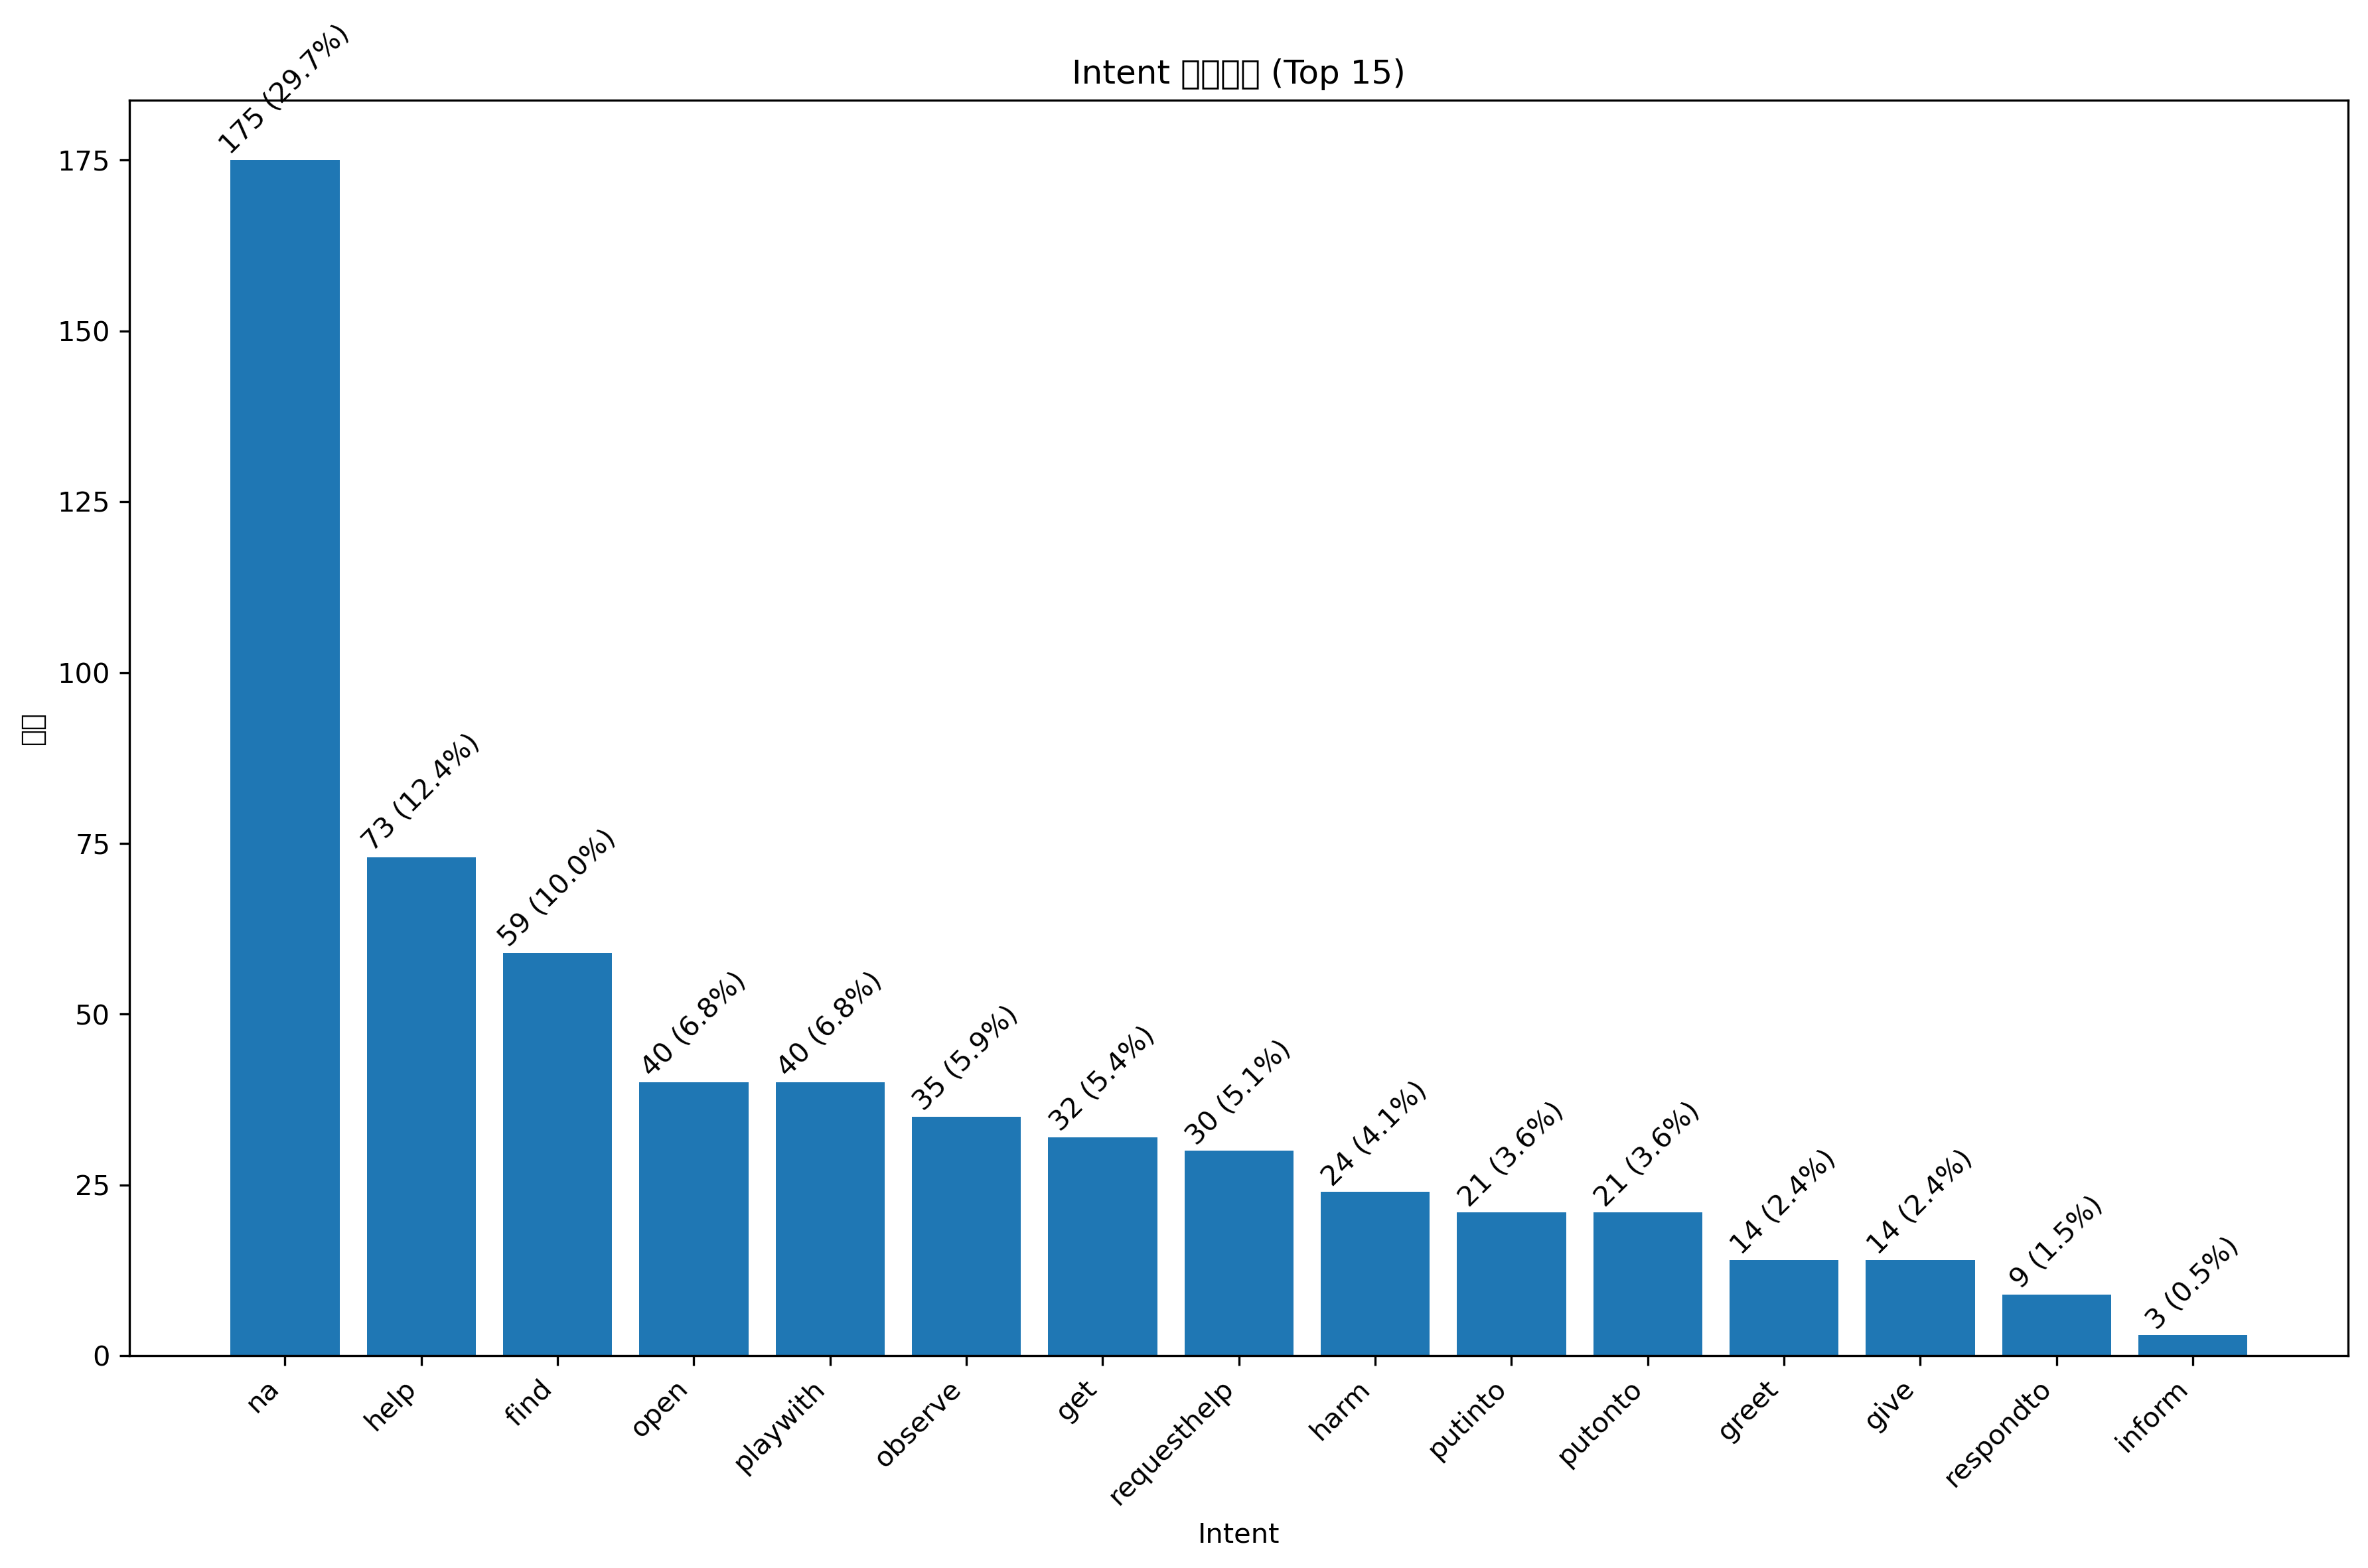 Intent (Top 15)
175 (29.7%)
73 (12.4%)
59 (10.0%)
40 (6.8%)
40 (6.8%)
35 (5.9%)
32 (5.4%)
30 (5.1%)
24 (4.1%)
21 (3.6%)
21 (3.6%)
14 (2.4%)
14 (2.4%)
9 (1.5%)
3 (0.5%)
175
150
125
100
75
50
25
0
na
help
find
open
playwith
observe
get
requesthelp
harm
putinto
putonto
greet
give
respondto
inform
Intent